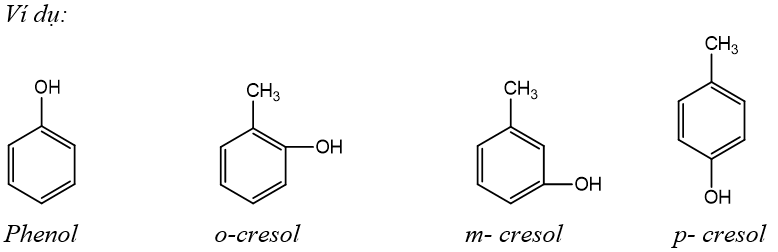 Ví dụ:
OH
CH3
OH
CH3
OH
CH3
OH
Phenol
o-cresol
m- cresol
p- cresol